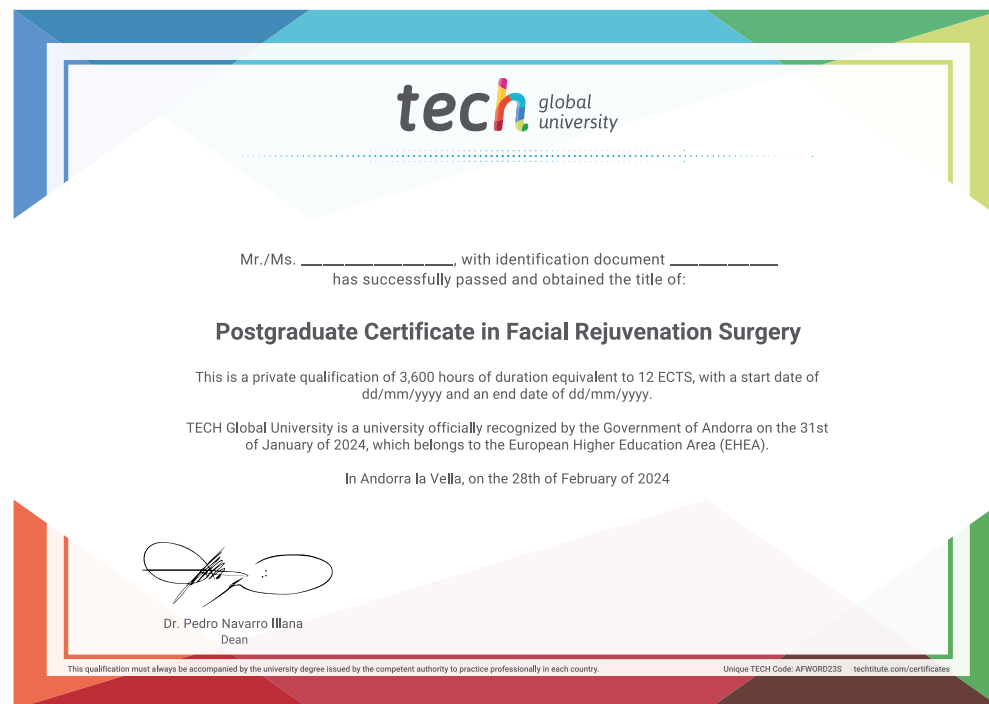 tech global university
Mr./Ms. ____________, with identification document ____________
has successfully passed and obtained the title of:
Postgraduate Certificate in Facial Rejuvenation Surgery
This is a private qualification of 3,600 hours of duration equivalent to 12 ECTS, with a start date of
dd/mm/yyyy and an end date of dd/mm/yyyy.
TECH Global University is a university officially recognized by the Government of Andorra on the 31st
of January of 2024, which belongs to the European Higher Education Area (EHEA).
In Andorra la Vella, on the 28th of February of 2024
Dr. Pedro Navarro Illana
Dean
This qualification must always be accompanied by the university degree issued by the competent authority to practice professionally in each country.
Unique TECH Code: AFWORD23S techtitute.com/certificates